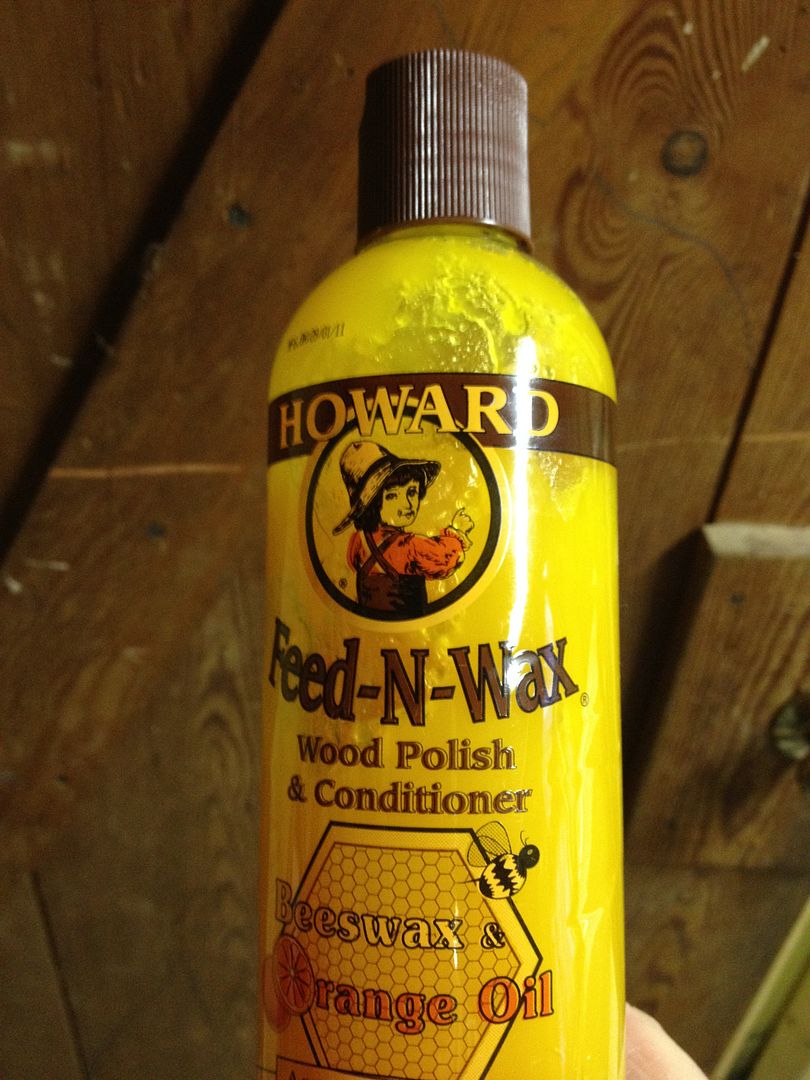 HOWARD
®
Feed-N-Wax®
Wood Polish
& Conditioner
Beeswax &
Orange Oil